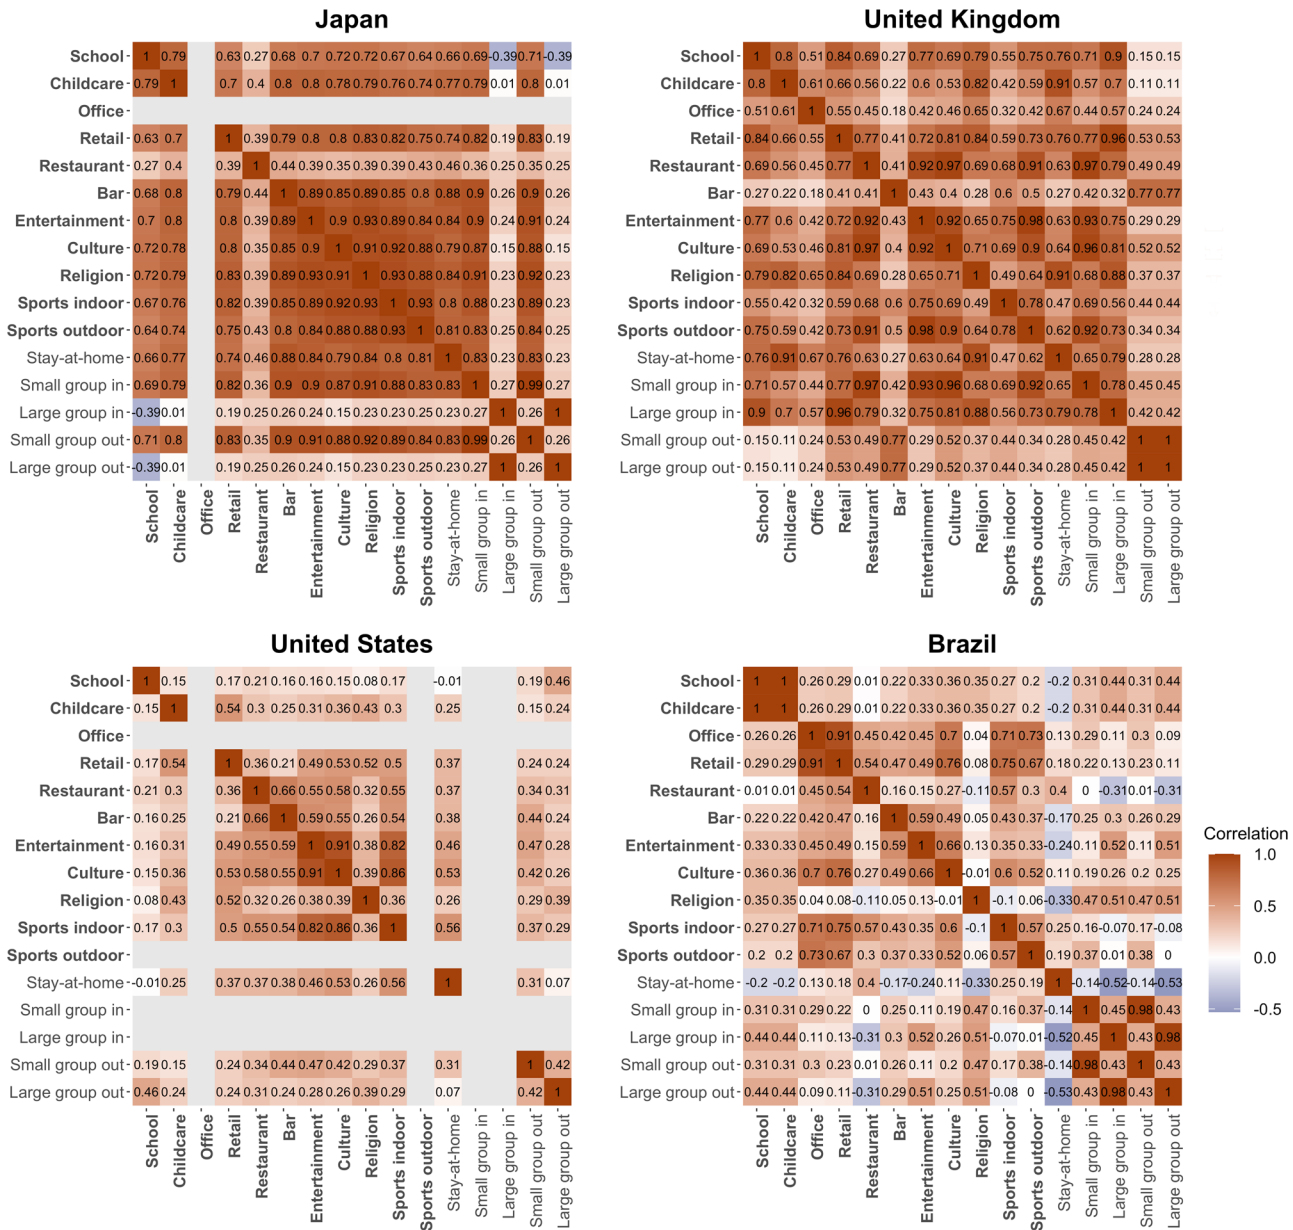 Japan
School 1 0.79 0.63 0.27 0.68 0.7 0.72 0.72 0.67 0.64 0.66 0.69 -0.39 0.71 -0.39
Childcare 0.79 1 0.7 0.4 0.8 0.8 0.78 0.79 0.76 0.74 0.77 0.79 0.01 0.8 0.01
Office
Retail 0.63 0.7 1 0.39 0.79 0.8 0.8 0.83 0.82 0.75 0.74 0.82 0.19 0.83 0.19
Restaurant 0.27 0.4 0.39 1 0.44 0.39 0.35 0.39 0.39 0.43 0.46 0.36 0.25 0.35 0.25
Bar 0.68 0.8 0.79 0.44 1 0.89 0.85 0.89 0.85 0.8 0.88 0.9 0.26 0.9 0.26
Entertainment 0.7 0.8 0.8 0.39 0.89 1 0.9 0.93 0.89 0.84 0.84 0.9 0.24 0.91 0.24
Culture 0.72 0.78 0.8 0.35 0.85 0.9 1 0.91 0.92 0.88 0.79 0.87 0.15 0.88 0.15
Religion 0.72 0.79 0.83 0.39 0.89 0.93 0.91 1 0.93 0.88 0.84 0.91 0.23 0.92 0.23
Sports indoor 0.67 0.76 0.82 0.39 0.85 0.89 0.92 0.93 1 0.93 0.8 0.88 0.23 0.89 0.23
Sports outdoor 0.64 0.74 0.75 0.43 0.8 0.84 0.88 0.88 0.93 1 0.81 0.83 0.25 0.84 0.25
Stay-at-home 0.66 0.77 0.74 0.46 0.88 0.84 0.79 0.84 0.8 0.81 1 0.83 0.23 0.83 0.23
Small group in 0.69 0.79 0.82 0.36 0.9 0.9 0.87 0.91 0.88 0.83 0.83 1 0.27 0.99 0.27
Large group in -0.39 0.01 0.19 0.25 0.26 0.24 0.15 0.23 0.23 0.25 0.23 0.27 1 0.26 1
Small group out 0.71 0.8 0.83 0.35 0.9 0.91 0.88 0.92 0.89 0.84 0.83 0.99 0.26 1 0.26
Large group out -0.39 0.01 0.19 0.25 0.26 0.24 0.15 0.23 0.23 0.25 0.23 0.27 1 0.26 1
School
Childcare
Office
Retail
Restaurant
Bar
Entertainment
Culture
Religion
Sports indoor
Sports outdoor
Stay-at-home
Small group in
Large group in
Small group out
Large group out
United Kingdom
School 1 0.8 0.51 0.84 0.69 0.27 0.77 0.69 0.79 0.55 0.75 0.76 0.71 0.9 0.15 0.15
Childcare 0.8 1 0.61 0.66 0.56 0.22 0.6 0.53 0.82 0.42 0.59 0.91 0.57 0.7 0.11 0.11
Office 0.51 0.61 1 0.55 0.45 0.18 0.42 0.46 0.65 0.32 0.42 0.67 0.44 0.57 0.24 0.24
Retail 0.84 0.66 0.55 1 0.77 0.41 0.72 0.81 0.84 0.59 0.73 0.76 0.77 0.96 0.53 0.53
Restaurant 0.69 0.56 0.45 0.77 1 0.41 0.92 0.97 0.69 0.68 0.91 0.63 0.97 0.79 0.49 0.49
Bar 0.27 0.22 0.18 0.41 0.41 1 0.43 0.4 0.28 0.6 0.5 0.27 0.42 0.32 0.77 0.77
Entertainment 0.77 0.6 0.42 0.72 0.92 0.43 1 0.92 0.65 0.75 0.98 0.63 0.93 0.75 0.29 0.29
Culture 0.69 0.53 0.46 0.81 0.97 0.4 0.92 1 0.71 0.69 0.9 0.64 0.96 0.81 0.52 0.52
Religion 0.79 0.82 0.65 0.84 0.69 0.28 0.65 0.71 1 0.49 0.64 0.91 0.68 0.88 0.37 0.37
Sports indoor 0.55 0.42 0.32 0.59 0.68 0.6 0.75 0.69 0.49 1 0.78 0.47 0.69 0.56 0.44 0.44
Sports outdoor 0.75 0.59 0.42 0.73 0.91 0.5 0.98 0.9 0.64 0.78 1 0.62 0.92 0.73 0.34 0.34
Stay-at-home 0.76 0.91 0.67 0.76 0.63 0.27 0.63 0.64 0.91 0.47 0.62 1 0.65 0.79 0.28 0.28
Small group in 0.71 0.57 0.44 0.77 0.97 0.42 0.93 0.96 0.68 0.69 0.92 0.65 1 0.78 0.45 0.45
Large group in 0.9 0.7 0.57 0.96 0.79 0.32 0.75 0.81 0.88 0.56 0.73 0.79 0.78 1 0.42 0.42
Small group out 0.15 0.11 0.24 0.53 0.49 0.77 0.29 0.52 0.37 0.44 0.34 0.28 0.45 0.42 1 1
Large group out 0.15 0.11 0.24 0.53 0.49 0.77 0.29 0.52 0.37 0.44 0.34 0.28 0.45 0.42 1 1
School
Childcare
Office
Retail
Restaurant
Bar
Entertainment
Culture
Religion
Sports indoor
Sports outdoor
Stay-at-home
Small group in
Large group in
Small group out
Large group out
United States
School 1 0.15 0.17 0.21 0.16 0.16 0.15 0.08 0.17 -0.01 0.19 0.46
Childcare 0.15 1 0.54 0.3 0.25 0.31 0.36 0.43 0.3 0.25 0.15 0.24
Office
Retail 0.17 0.54 1 0.36 0.21 0.49 0.53 0.52 0.5 0.37 0.24 0.24
Restaurant 0.21 0.3 0.36 1 0.66 0.55 0.58 0.32 0.55 0.37 0.34 0.31
Bar 0.16 0.25 0.21 0.66 1 0.59 0.55 0.26 0.54 0.38 0.44 0.24
Entertainment 0.16 0.31 0.49 0.55 0.59 1 0.91 0.38 0.82 0.46 0.47 0.28
Culture 0.15 0.36 0.53 0.58 0.55 0.91 1 0.39 0.86 0.53 0.42 0.26
Religion 0.08 0.43 0.52 0.32 0.26 0.38 0.39 1 0.36 0.26 0.29 0.39
Sports indoor 0.17 0.3 0.5 0.55 0.54 0.82 0.86 0.36 1 0.56 0.37 0.29
Sports outdoor
Stay-at-home -0.01 0.25 0.37 0.37 0.38 0.46 0.53 0.26 0.56 1 0.31 0.07
Small group in
Large group in
Small group out 0.19 0.15 0.24 0.34 0.44 0.47 0.42 0.29 0.37 0.31 1 0.42
Large group out 0.46 0.24 0.24 0.31 0.24 0.28 0.26 0.39 0.29 0.07 0.42 1
School
Childcare
Office
Retail
Restaurant
Bar
Entertainment
Culture
Religion
Sports indoor
Sports outdoor
Stay-at-home
Small group in
Large group in
Small group out
Large group out
Brazil
School 1 1 0.26 0.29 0.01 0.22 0.33 0.36 0.35 0.27 0.2 -0.2 0.31 0.44 0.31 0.44
Childcare 1 1 0.26 0.29 0.01 0.22 0.33 0.36 0.35 0.27 0.2 -0.2 0.31 0.44 0.31 0.44
Office 0.26 0.26 1 0.91 0.45 0.42 0.45 0.7 0.04 0.71 0.73 0.13 0.29 0.11 0.3 0.09
Retail 0.29 0.29 0.91 1 0.54 0.47 0.49 0.76 0.08 0.75 0.67 0.18 0.22 0.13 0.23 0.11
Restaurant 0.01 0.01 0.45 0.54 1 0.16 0.15 0.27 -0.11 0.57 0.3 0.4 0 -0.31 0.01 -0.31
Bar 0.22 0.22 0.42 0.47 0.16 1 0.59 0.49 0.05 0.43 0.37 -0.17 0.25 0.3 0.26 0.29
Entertainment 0.33 0.33 0.45 0.49 0.15 0.59 1 0.66 0.13 0.35 0.33 -0.24 0.11 0.52 0.11 0.51
Culture 0.36 0.36 0.7 0.76 0.27 0.49 0.66 1 -0.01 0.6 0.52 0.11 0.19 0.26 0.2 0.25
Religion 0.35 0.35 0.04 0.08 -0.11 0.05 0.13 -0.01 1 -0.1 0.06 -0.33 0.47 0.51 0.47 0.51
Sports indoor 0.27 0.27 0.71 0.75 0.57 0.43 0.35 0.6 -0.1 1 0.57 0.25 0.16 -0.07 0.17 -0.08
Sports outdoor 0.2 0.2 0.73 0.67 0.3 0.37 0.33 0.52 0.06 0.57 1 0.19 0.37 0.01 0.38 0
Stay-at-home -0.2 -0.2 0.13 0.18 0.4 -0.17 -0.24 0.11 -0.33 0.25 0.19 1 -0.14 -0.52 -0.14 -0.53
Small group in 0.31 0.31 0.29 0.22 0 0.25 0.11 0.19 0.47 0.16 0.37 -0.14 1 0.45 0.98 0.43
Large group in 0.44 0.44 0.11 0.13 -0.31 0.3 0.52 0.26 0.51 -0.07 0.01 -0.52 0.45 1 0.43 0.98
Small group out 0.31 0.31 0.3 0.23 0.01 0.26 0.11 0.2 0.47 0.17 0.38 -0.14 0.98 0.43 1 0.43
Large group out 0.44 0.44 0.09 0.11 -0.31 0.29 0.51 0.25 0.51 -0.08 0 -0.53 0.43 0.98 0.43 1
School
Childcare
Office
Retail
Restaurant
Bar
Entertainment
Culture
Religion
Sports indoor
Sports outdoor
Stay-at-home
Small group in
Large group in
Small group out
Large group out
Correlation
1.0
0.5
0.0
-0.5